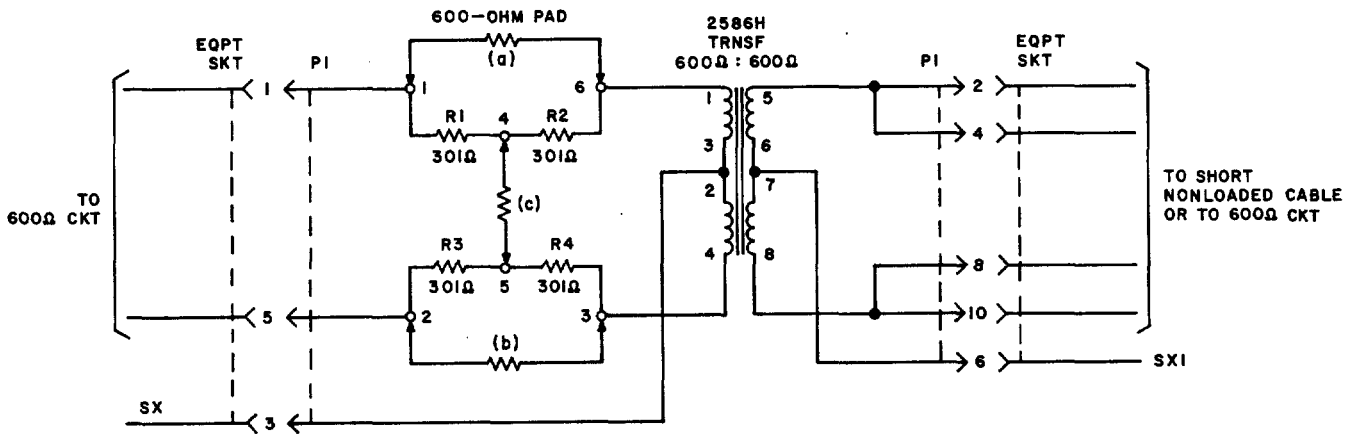 600-OHM PAD
(a)
2586H
TRNSF
600Ω : 600Ω
EQPT
SKT
P1
EQPT
SKT
P1
1
1
6
1
5
2
R1
4
R2
4
301Ω
301Ω
3
6
TO
600Ω CKT
(c)
2
7
TO SHORT
NONLOADED CABLE
OR TO 600Ω CKT
R3
R4
4
8
8
301Ω
5
301Ω
5
2
3
10
(b)
6
SX1
SX
3